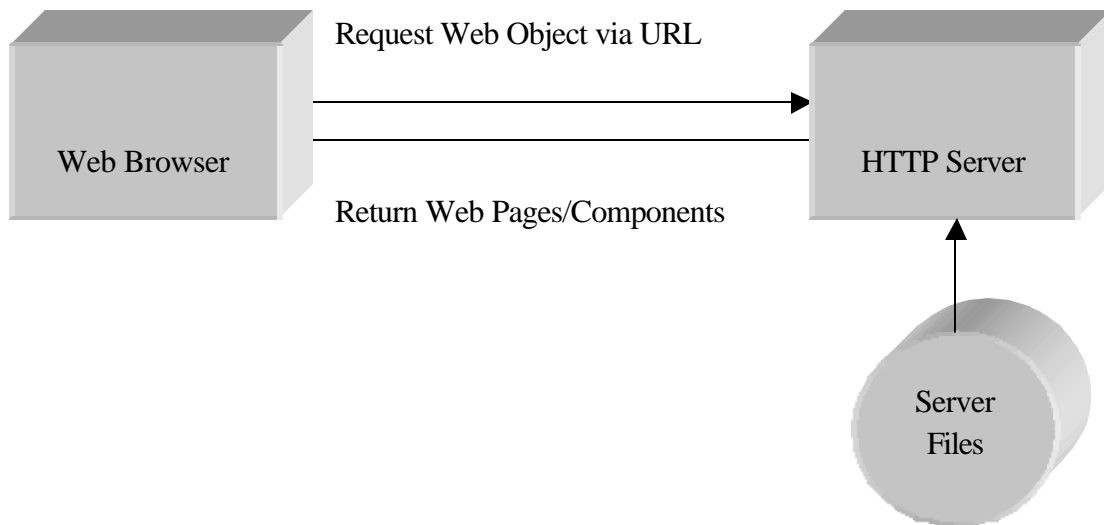 Request Web Object via URL
Web Browser
HTTP Server
Return Web Pages/Components
Server
Files